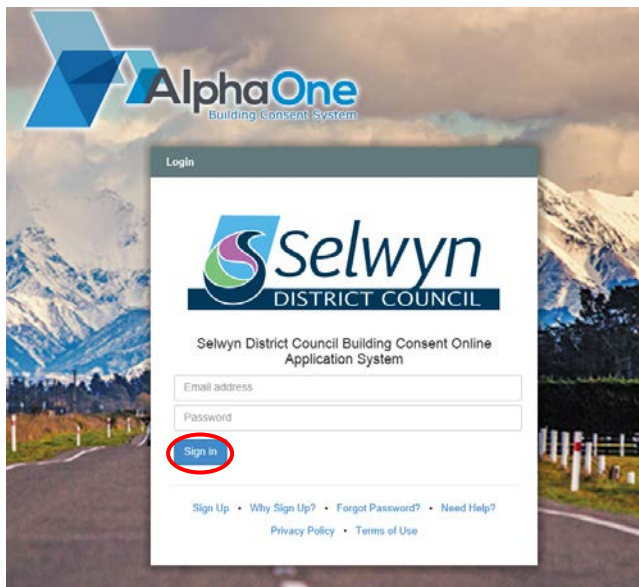 AlphaOne
Building Consent System
Login
Selwyn
DISTRICT COUNCIL
Selwyn District Council Building Consent Online
Application System
Email address
Password
Sign in
Sign Up • Why Sign Up? • Forgot Password? • Need Help?
Privacy Policy • Terms of Use